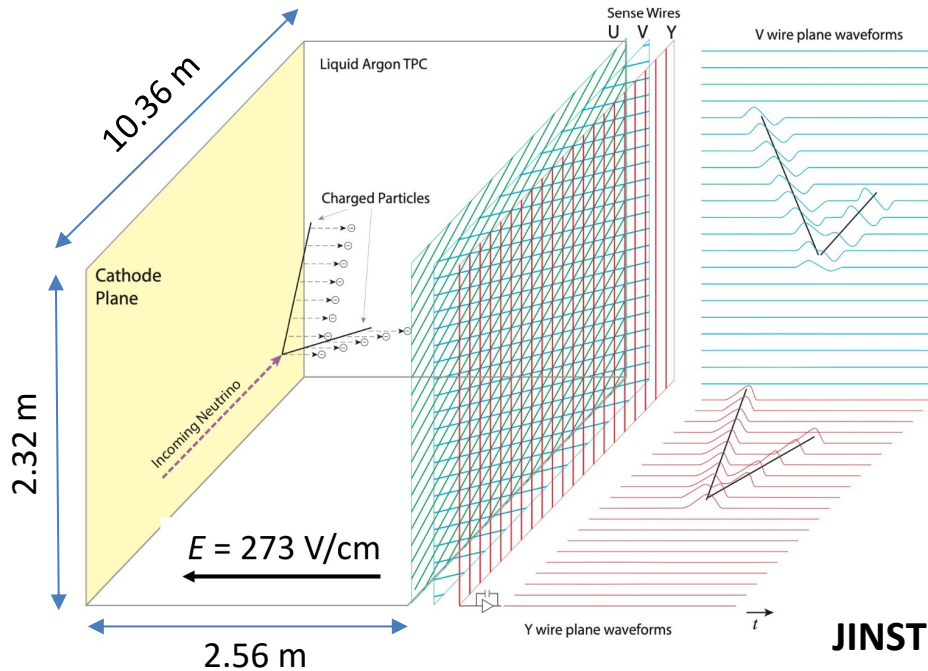 Sense Wires
U V Y
V wire plane waveforms
Liquid Argon TPC
10.36 m
Charged Particles
Cathode
Plane
Incoming Neutrino
2.32 m
E = 273 V/cm
2.56 m
t
Y wire plane waveforms
JINST